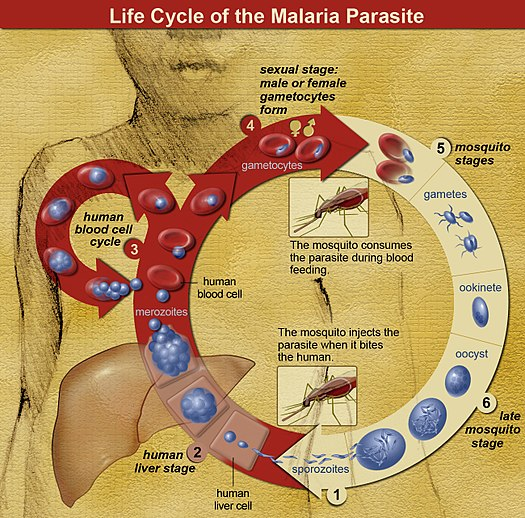 Life Cycle of the Malaria Parasite
sexual stage:
male or female
gametocytes
form
4
gametocytes
5
mosquito
stages
gametes
human
blood cell
cycle
3
The mosquito consumes
the parasite during blood
feeding.
human
blood cell
ookinete
merozoites
The mosquito injects the
parasite when it bites
the human.
oocyst
6
late
mosquito
stage
2
human
liver stage
sporozoites
1
human
liver cell